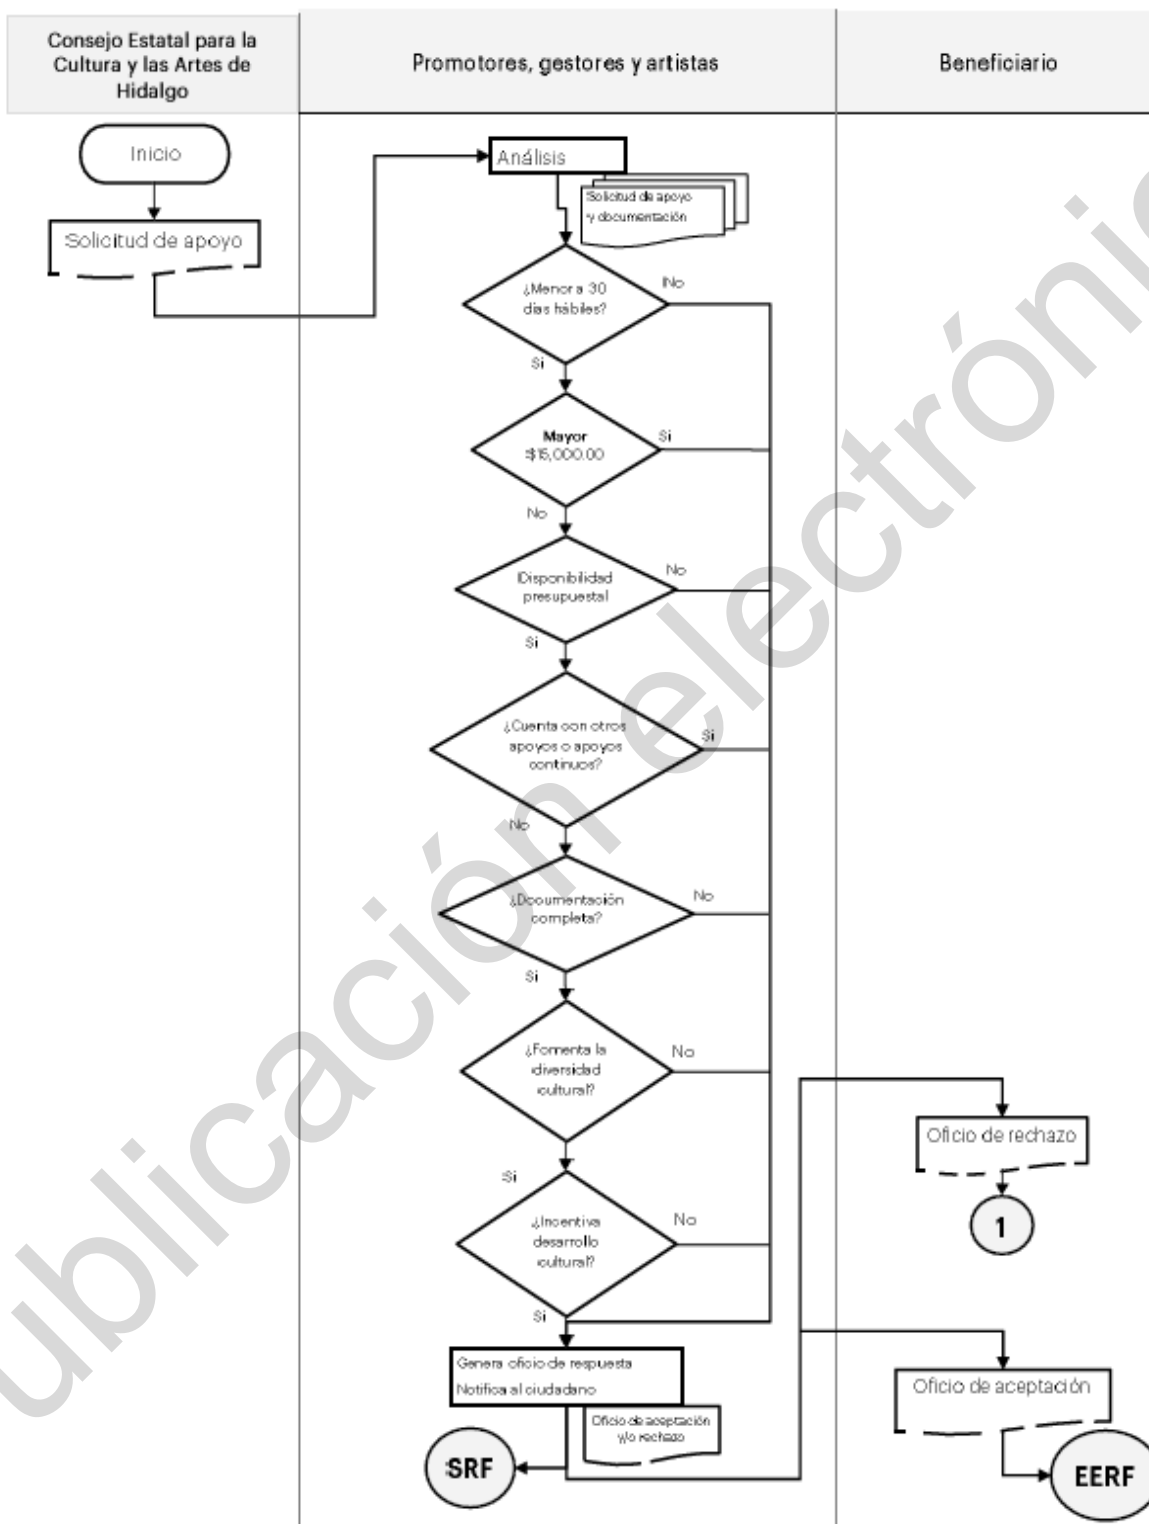 Consejo Estatal para la
Cultura y las Artes de
Hidalgo
Promotores, gestores y artistas
Beneficiario
Inicio
Solicitud de apoyo
Análisis
Solicitud de apoyo
y documentación
¿Menor a 30
días hábiles?
No
Si
Mayor
$15,000.00
Si
No
Disponibilidad
presupuestal
No
Si
¿Cuenta con otros
apoyos o apoyos
continuos?
Si
No
¿Documentación
completa?
No
Si
¿Fomenta la
diversidad
cultural?
No
Si
¿Incentiva
desarrollo
cultural?
No
Si
Genera oficio de respuesta
Notifica al ciudadano
Oficio de aceptación
y/o rechazo
SRF
Oficio de rechazo
1
Oficio de aceptación
EERF
ublicación electrónic